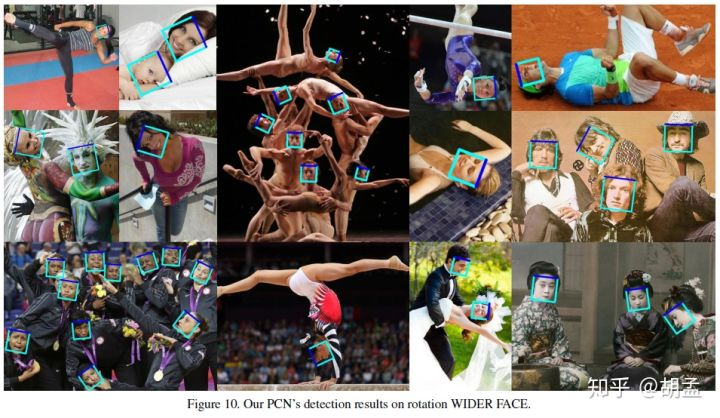 知乎 @胡孟
Figure 10. Our PCN's detection results on rotation WIDER FACE.